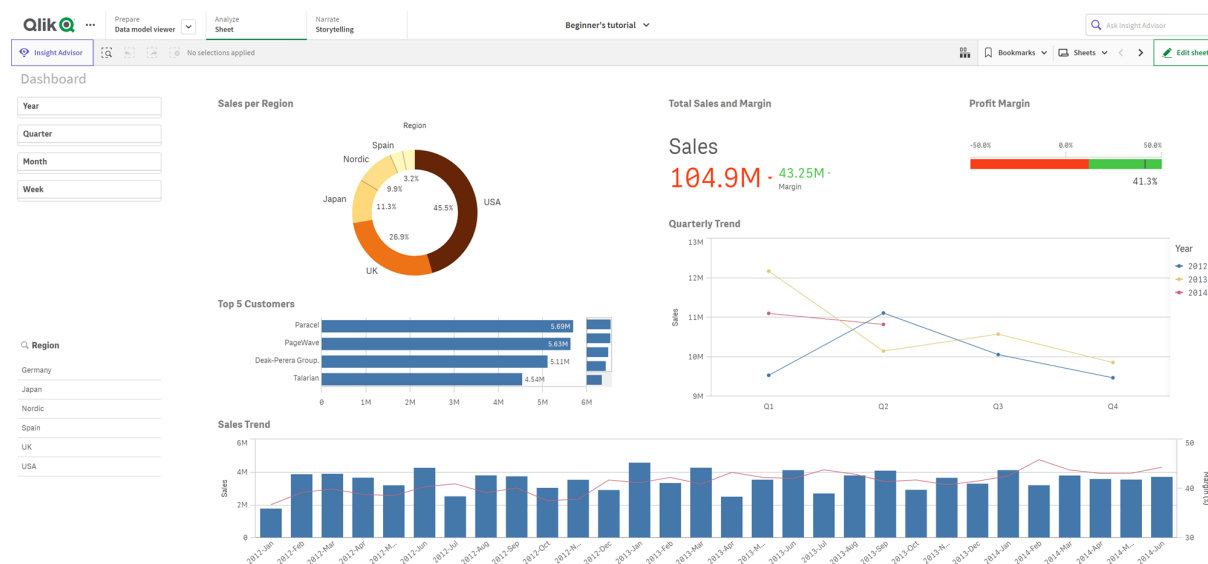 Qlik
Prepare
Data model viewer
Analyze
Sheet
Narrate
Storytelling
Beginner's tutorial
Ask Insight Advisor
Insight Advisor
No selections applied
Bookmarks
Sheets
Edit sheet
Dashboard
Year
Quarter
Month
Week
Region
Germany
Japan
Nordic
Spain
UK
USA
Sales per Region
Region
Spain
Nordic
Japan
UK
USA
3.2%
9.9%
11.3%
26.9%
45.5%
Total Sales and Margin
Sales
104.9M
43.25M
Margin
Profit Margin
-50.0% 0.0% 50.0%
41.3%
Top 5 Customers
Paracel 5.69M
PageWave 5.63M
Deak-Perera Group. 5.11M
Talarian 4.54M
0 1M 2M 3M 4M 5M 6M
Quarterly Trend
13M
12M
11M
10M
9M
Sales
Q1 Q2 Q3 Q4
Year
2012
2013
2014
Sales Trend
6M
4M
2M
0
Sales
50
40
30
Margin (%)
2012-Jan 2012-Feb 2012-Mar 2012-Apr 2012-M... 2012-Jun 2012-Jul 2012-Aug 2012-Sep 2012-Oct 2012-N... 2012-Dec 2013-Jan 2013-Feb 2013-Mar 2013-Apr 2013-M... 2013-Jun 2013-Jul 2013-Aug 2013-Sep 2013-Oct 2013-N... 2013-Dec 2014-Jan 2014-Feb 2014-Mar 2014-Apr 2014-M... 2014-Jun